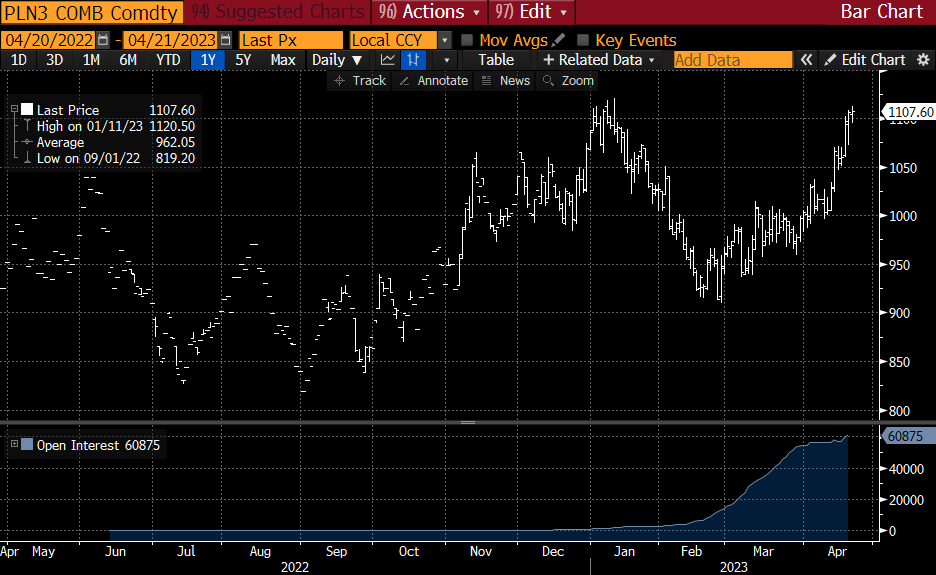 PLN3 COMB Comdty 94) Suggested Charts 96) Actions 97) Edit Bar Chart
04/20/2022 - 04/21/2023 Last Px Local CCY Mov Avgs Key Events
1D 3D 1M 6M YTD 1Y 5Y Max Daily ▼ Table + Related Data Add Data « Edit Chart
Track Annotate News Zoom
Last Price 1107.60
High on 01/11/23 1120.50
Average 962.05
Low on 09/01/22 819.20
1107.60
1100
1050
1000
950
900
850
800
Open Interest 60875
60875
40000
20000
0
Apr May Jun Jul Aug Sep Oct Nov Dec Jan Feb Mar Apr
2022 2023